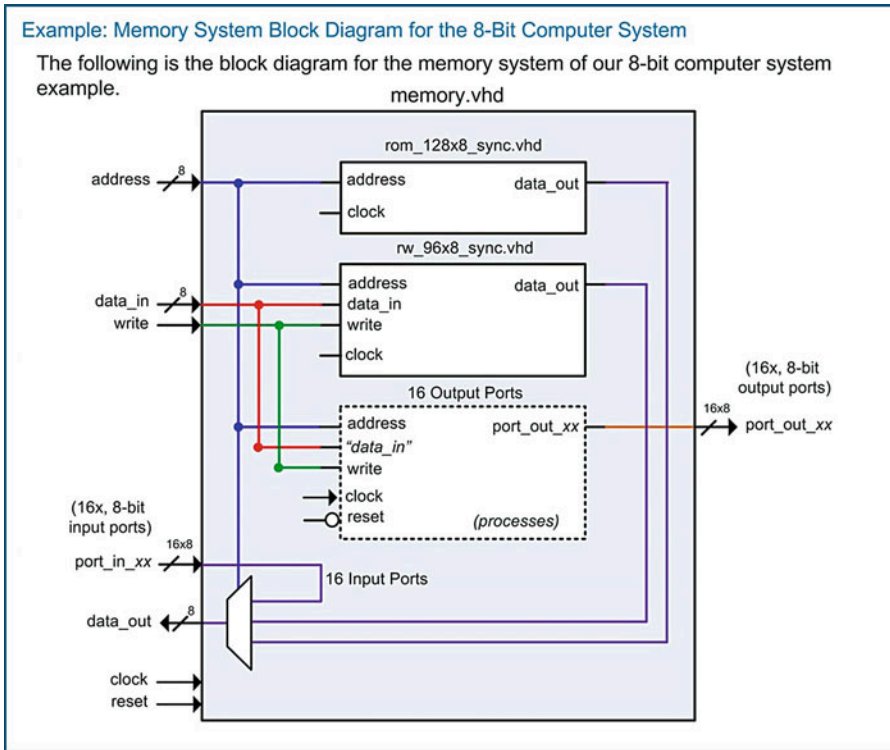 Example: Memory System Block Diagram for the 8-Bit Computer System
The following is the block diagram for the memory system of our 8-bit computer system
example.
memory.vhd
rom_128x8_sync.vhd
address
8
address
data_out
clock
rw_96x8_sync.vhd
address
data_out
data_in
8
data_in
write
write
clock
(16x, 8-bit
output ports)
16 Output Ports
16x8
address
port_out_xx
port_out_xx
"data_in"
write
clock
reset
(processes)
(16x, 8-bit
input ports)
16x8
port_in_xx
16 Input Ports
data_out
8
clock
reset